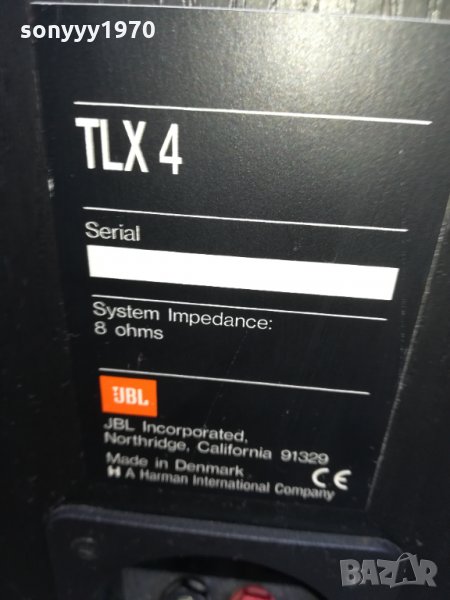 sonyyy1970
TLX 4
Serial
System Impedance:
8 ohms
JBL
JBL Incorporated,
Northridge, California 91329
Made in Denmark
A Harman International Company
CE
BAZAR